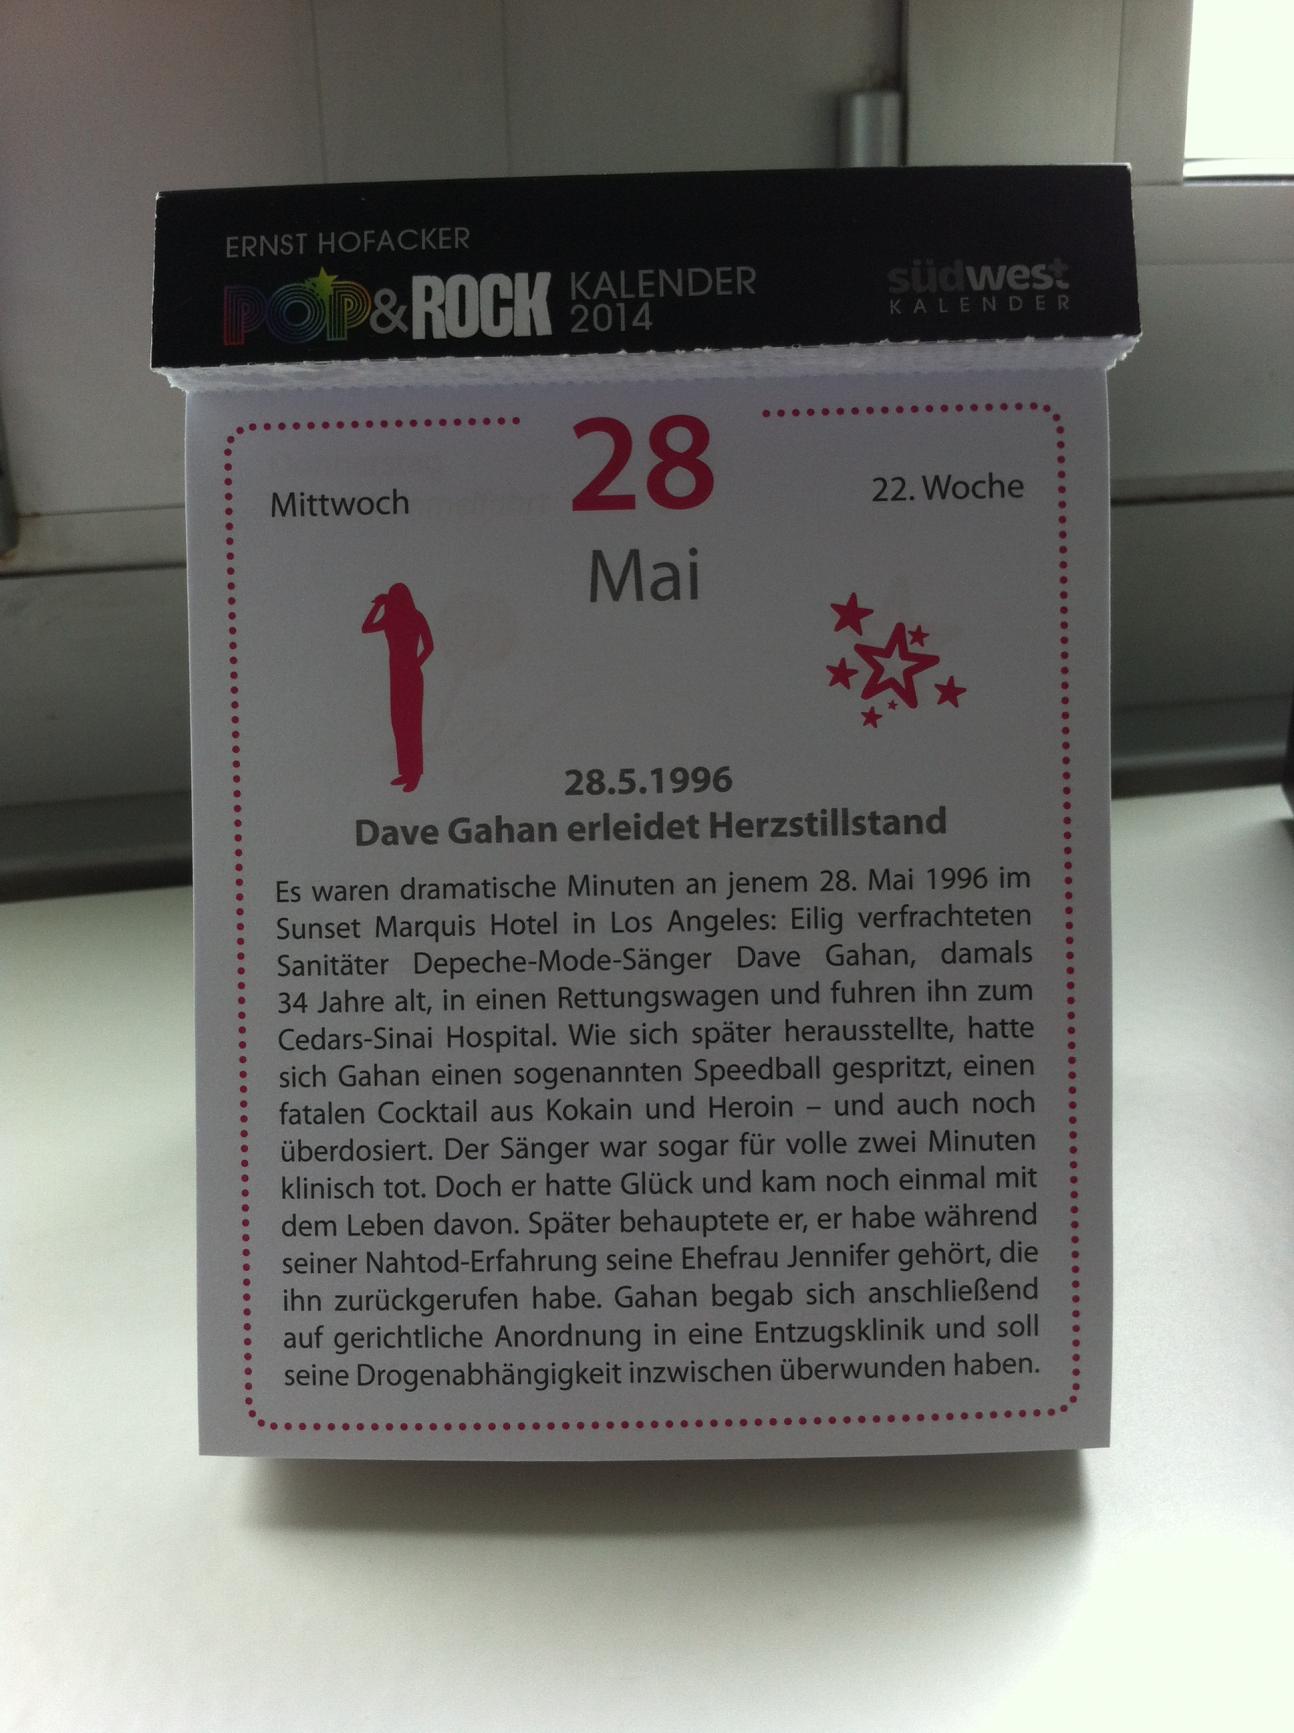 ERNST HOFACKER
POP&ROCK KALENDER 2014
südwest
KALENDER
28
Mittwoch
22. Woche
Mai
28.5.1996
Dave Gahan erleidet Herzstillstand
Es waren dramatische Minuten an jenem 28. Mai 1996 im
Sunset Marquis Hotel in Los Angeles: Eilig verfrachteten
Sanitäter Depeche-Mode-Sänger Dave Gahan, damals
34 Jahre alt, in einen Rettungswagen und fuhren ihn zum
Cedars-Sinai Hospital. Wie sich später herausstellte, hatte
sich Gahan einen sogenannten Speedball gespritzt, einen
fatalen Cocktail aus Kokain und Heroin – und auch noch
überdosiert. Der Sänger war sogar für volle zwei Minuten
klinisch tot. Doch er hatte Glück und kam noch einmal mit
dem Leben davon. Später behauptete er, er habe während
seiner Nahtod-Erfahrung seine Ehefrau Jennifer gehört, die
ihn zurückgerufen habe. Gahan begab sich anschließend
auf gerichtliche Anordnung in eine Entzugsklinik und soll
seine Drogenabhängigkeit inzwischen überwunden haben.